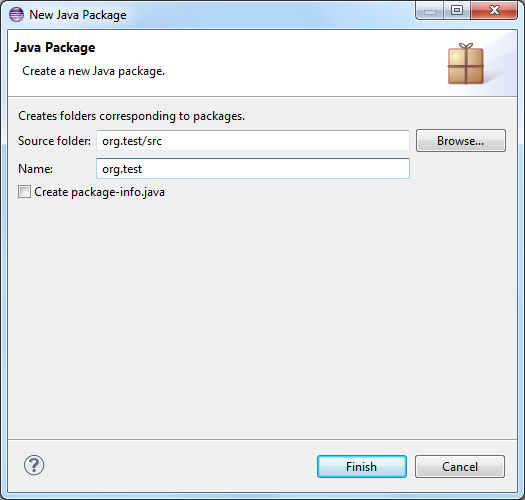 New Java Package
Java Package
Create a new Java package.
Creates folders corresponding to packages.
Source folder: org.test/src Browse...
Name: org.test
Create package-info.java
? Finish Cancel